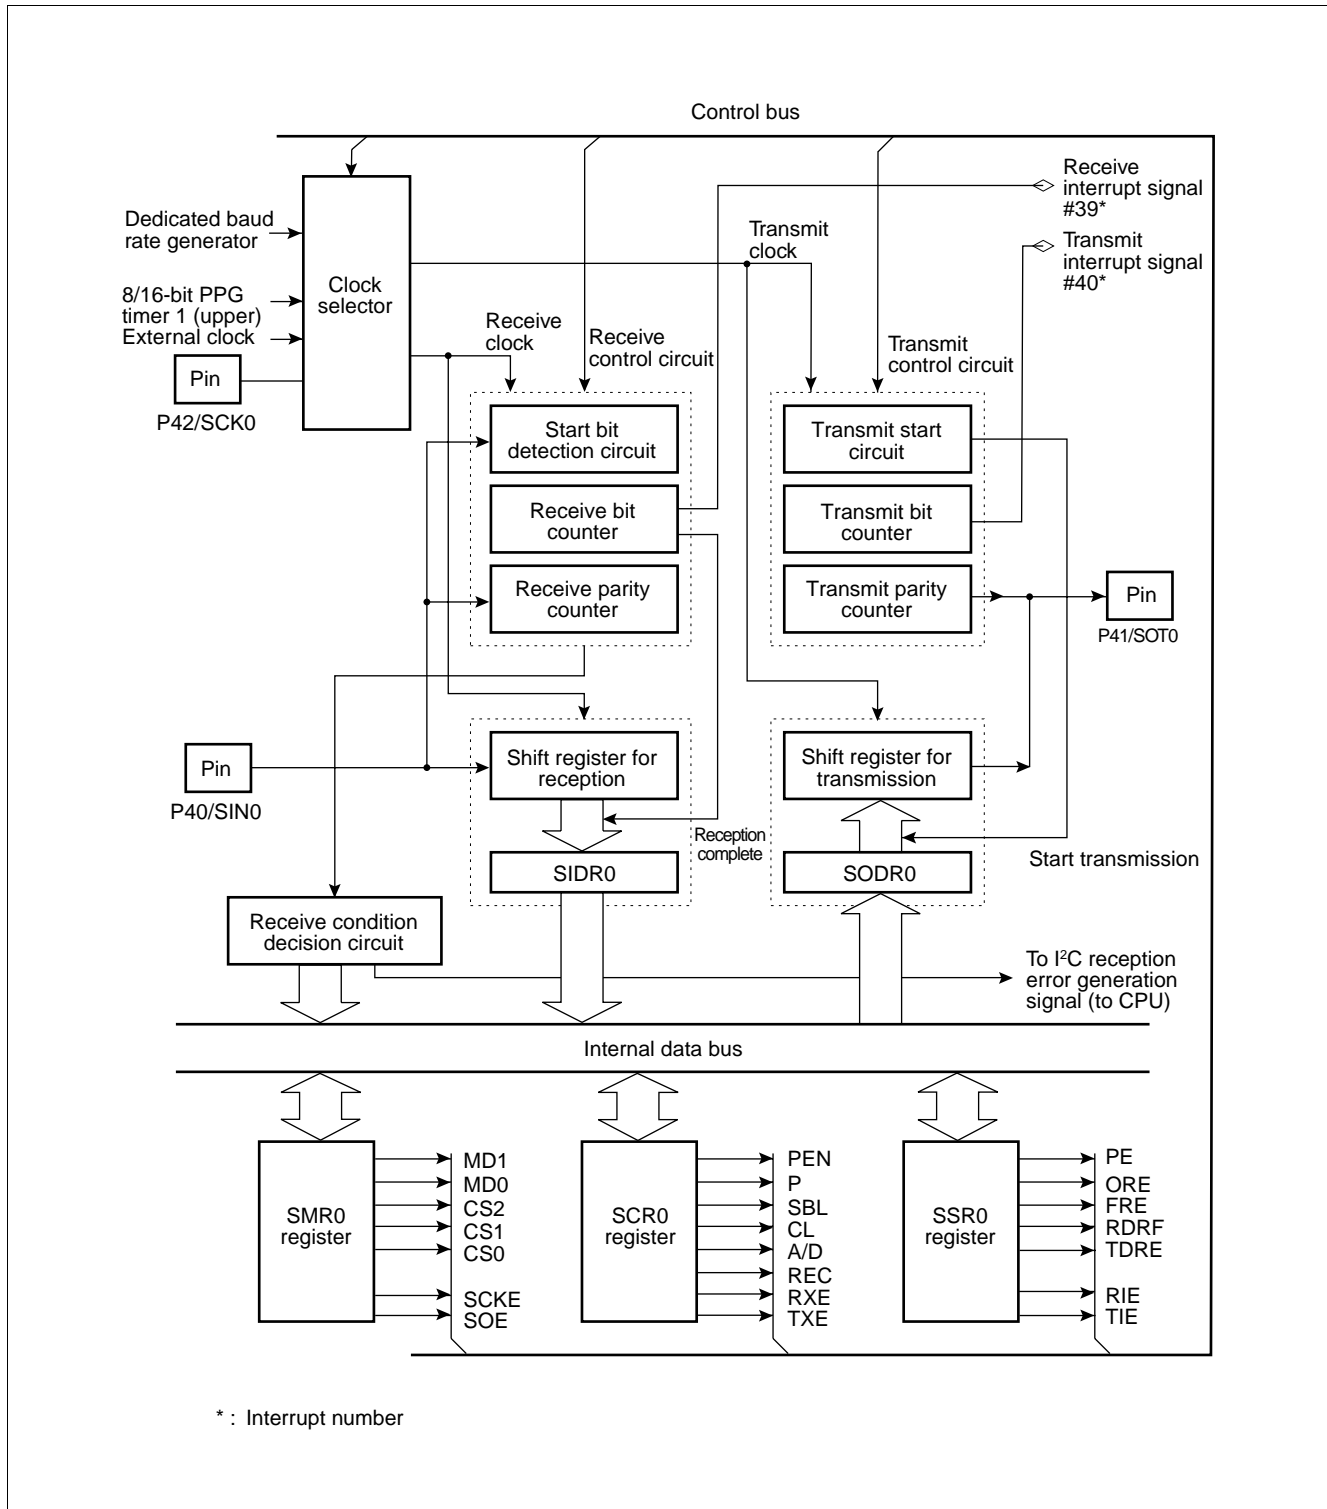 Control bus
Receive
interrupt signal
#39*
Dedicated baud
rate generator
Transmit
clock
Transmit
interrupt signal
#40*
Clock
selector
8/16-bit PPG
timer 1 (upper)
External clock
Receive
clock
Receive
control circuit
Transmit
control circuit
Pin
P42/SCK0
Start bit
detection circuit
Transmit start
circuit
Receive bit
counter
Transmit bit
counter
Receive parity
counter
Transmit parity
counter
Pin
P41/SOT0
Pin
P40/SIN0
Shift register for
reception
Shift register for
transmission
Reception
complete
Start transmission
SIDR0
SODR0
Receive condition
decision circuit
To I²C reception
error generation
signal (to CPU)
Internal data bus
SMR0
register
MD1
MD0
CS2
CS1
CS0
SCKE
SOE
SCR0
register
PEN
P
SBL
CL
A/D
REC
RXE
TXE
SSR0
register
PE
ORE
FRE
RDRF
TDRE
RIE
TIE
* : Interrupt number